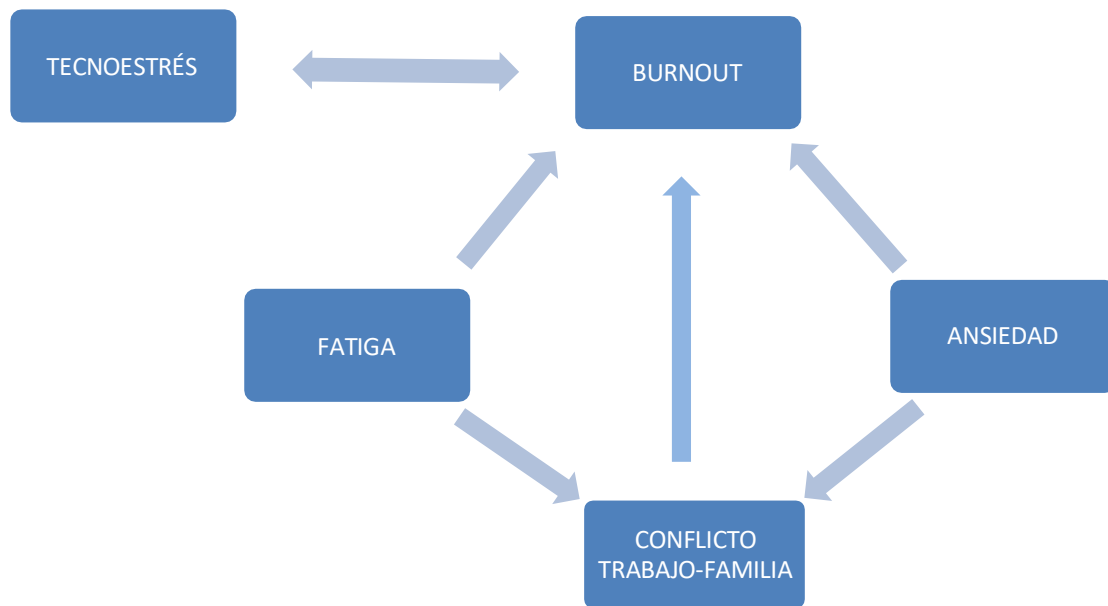 TECNOESTRÉS
BURNOUT
FATIGA
ANSIEDAD
CONFLICTO
TRABAJO-FAMILIA